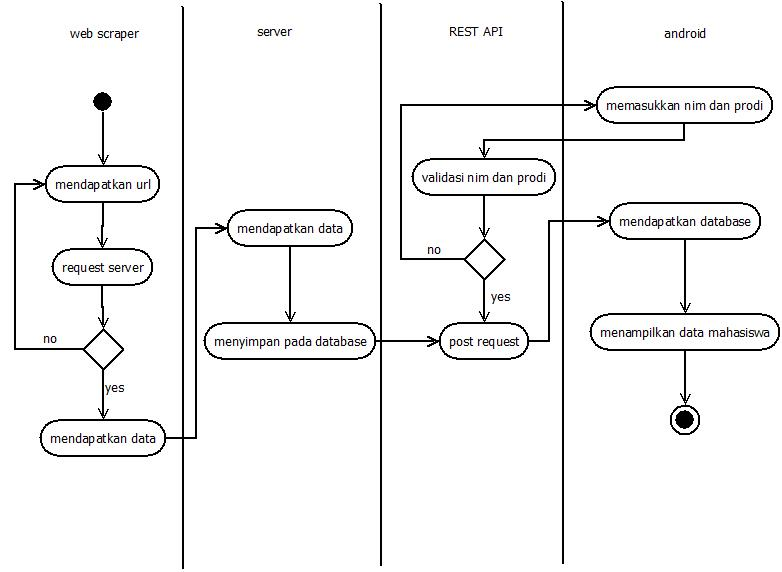 web scraper
server
REST API
android
memasukkan nim dan prodi
validasi nim dan prodi
mendapatkan url
mendapatkan data
mendapatkan database
no
yes
request server
menyimpan pada database
post request
menampilkan data mahasiswa
no
yes
mendapatkan data